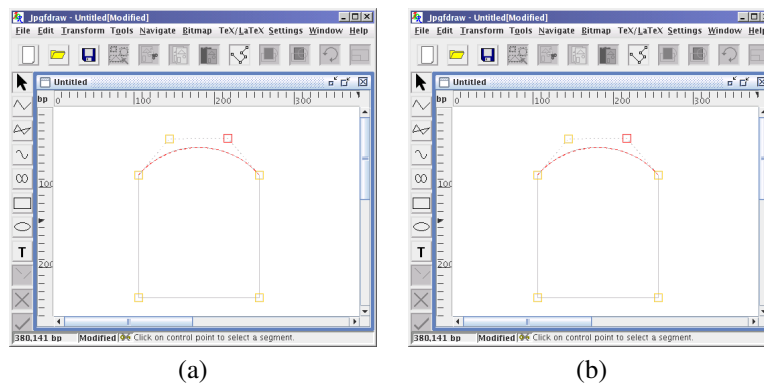 Jpgfdraw - Untitled[Modified]
File Edit Transform Tools Navigate Bitmap TeX/LaTeX Settings Window Help
Untitled
bp 0 100 200 300
100
T
200
380,141 bp Modified Click on control point to select a segment.
(a)
Jpgfdraw - Untitled[Modified]
File Edit Transform Tools Navigate Bitmap TeX/LaTeX Settings Window Help
Untitled
bp 0 100 200 300
100
T
200
380,141 bp Modified Click on control point to select a segment.
(b)